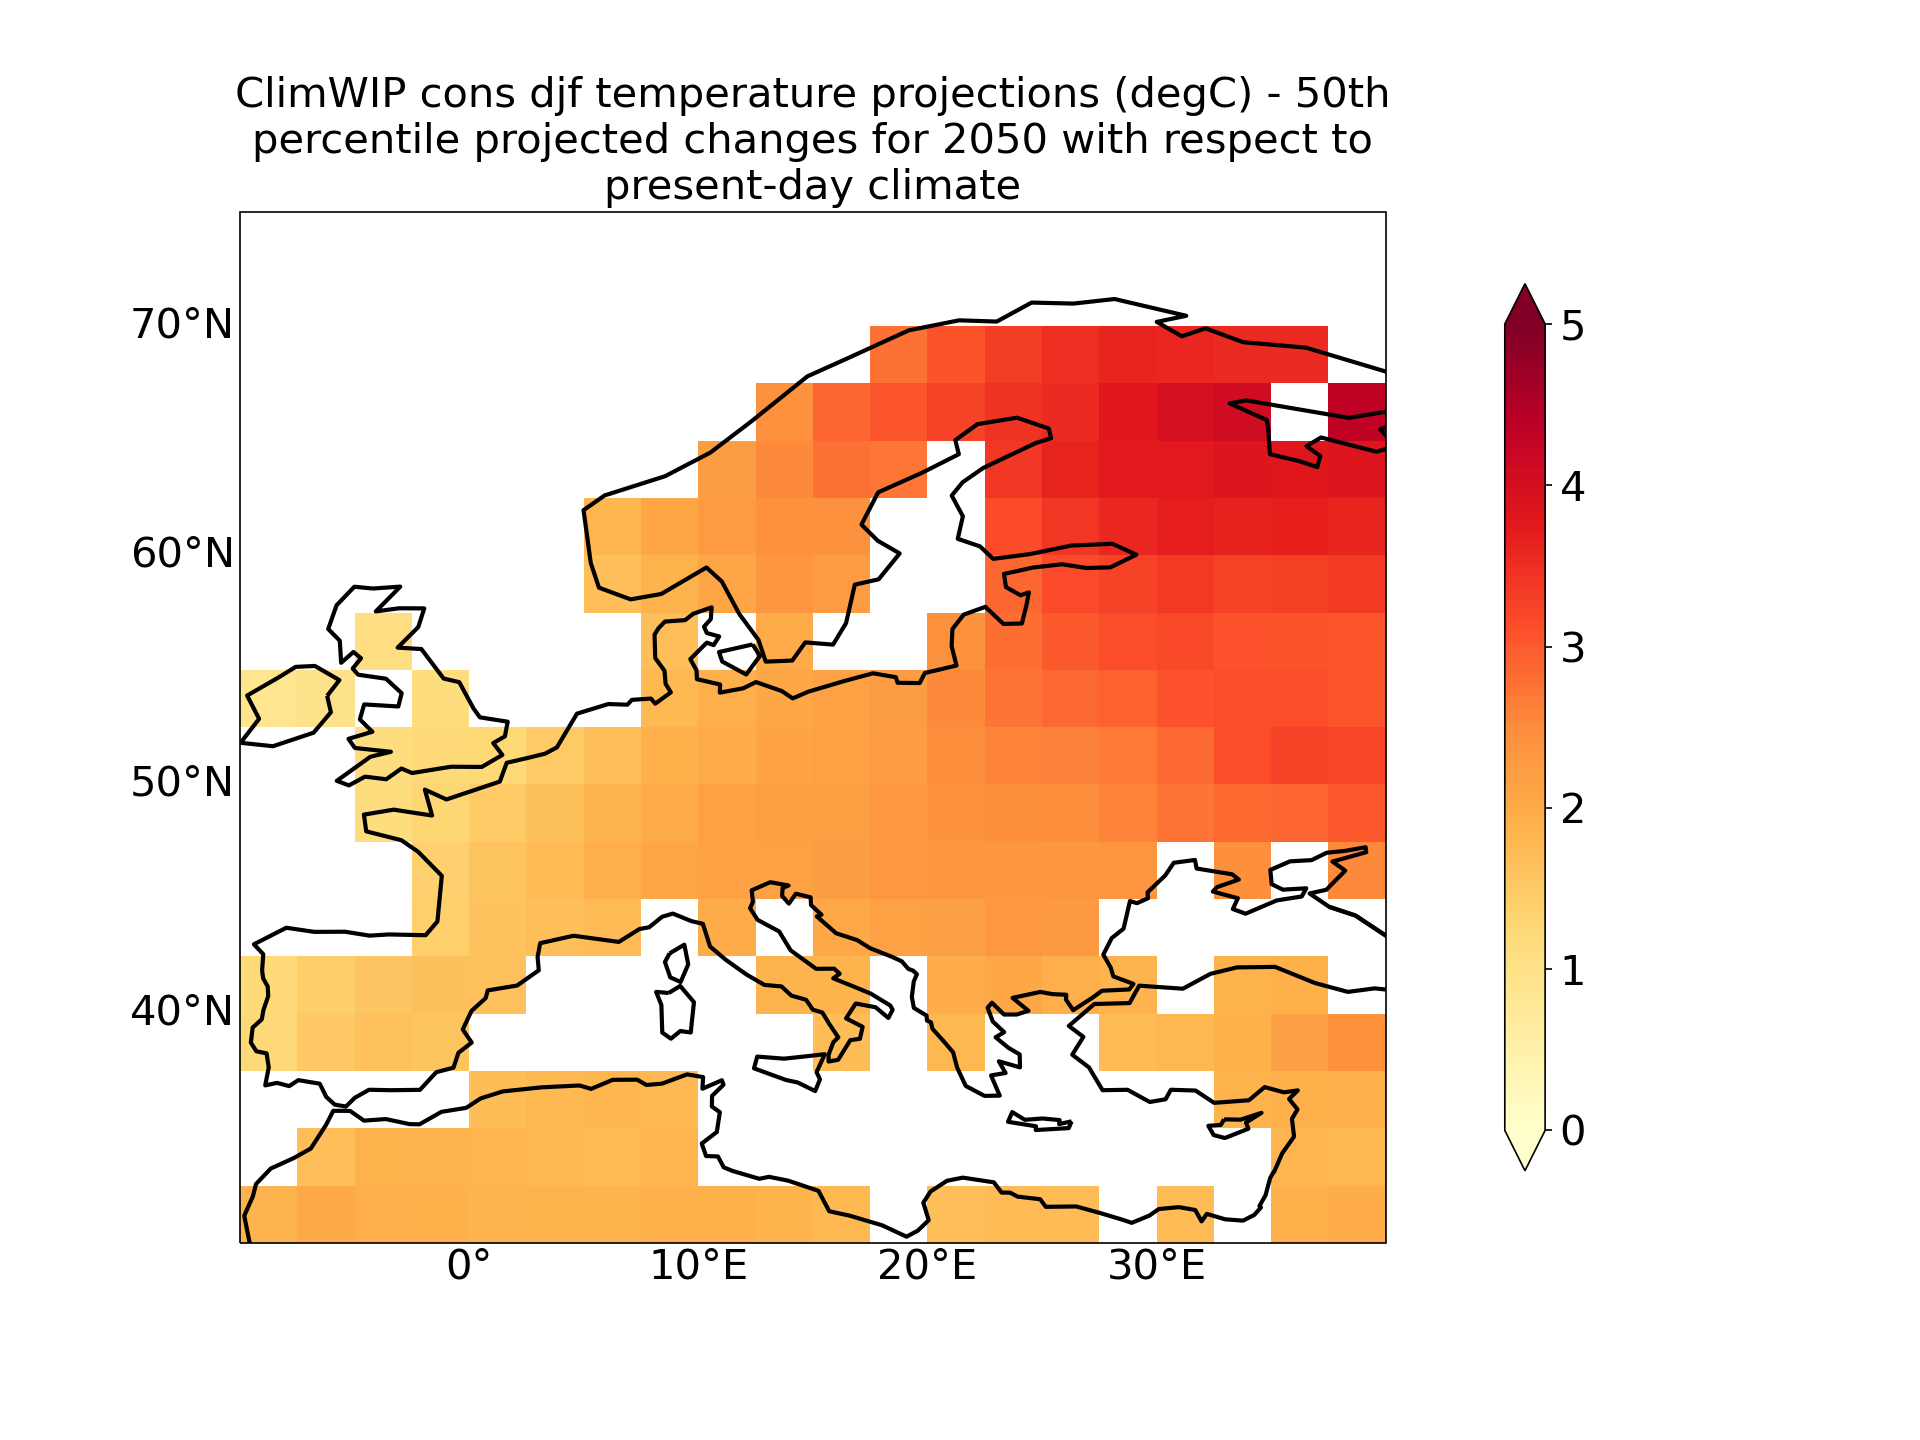 ClimWIP cons djf temperature projections (degC) - 50th
percentile projected changes for 2050 with respect to
present-day climate
70°N
60°N
50°N
40°N
0°
10°E
20°E
30°E
5
4
3
2
1
0